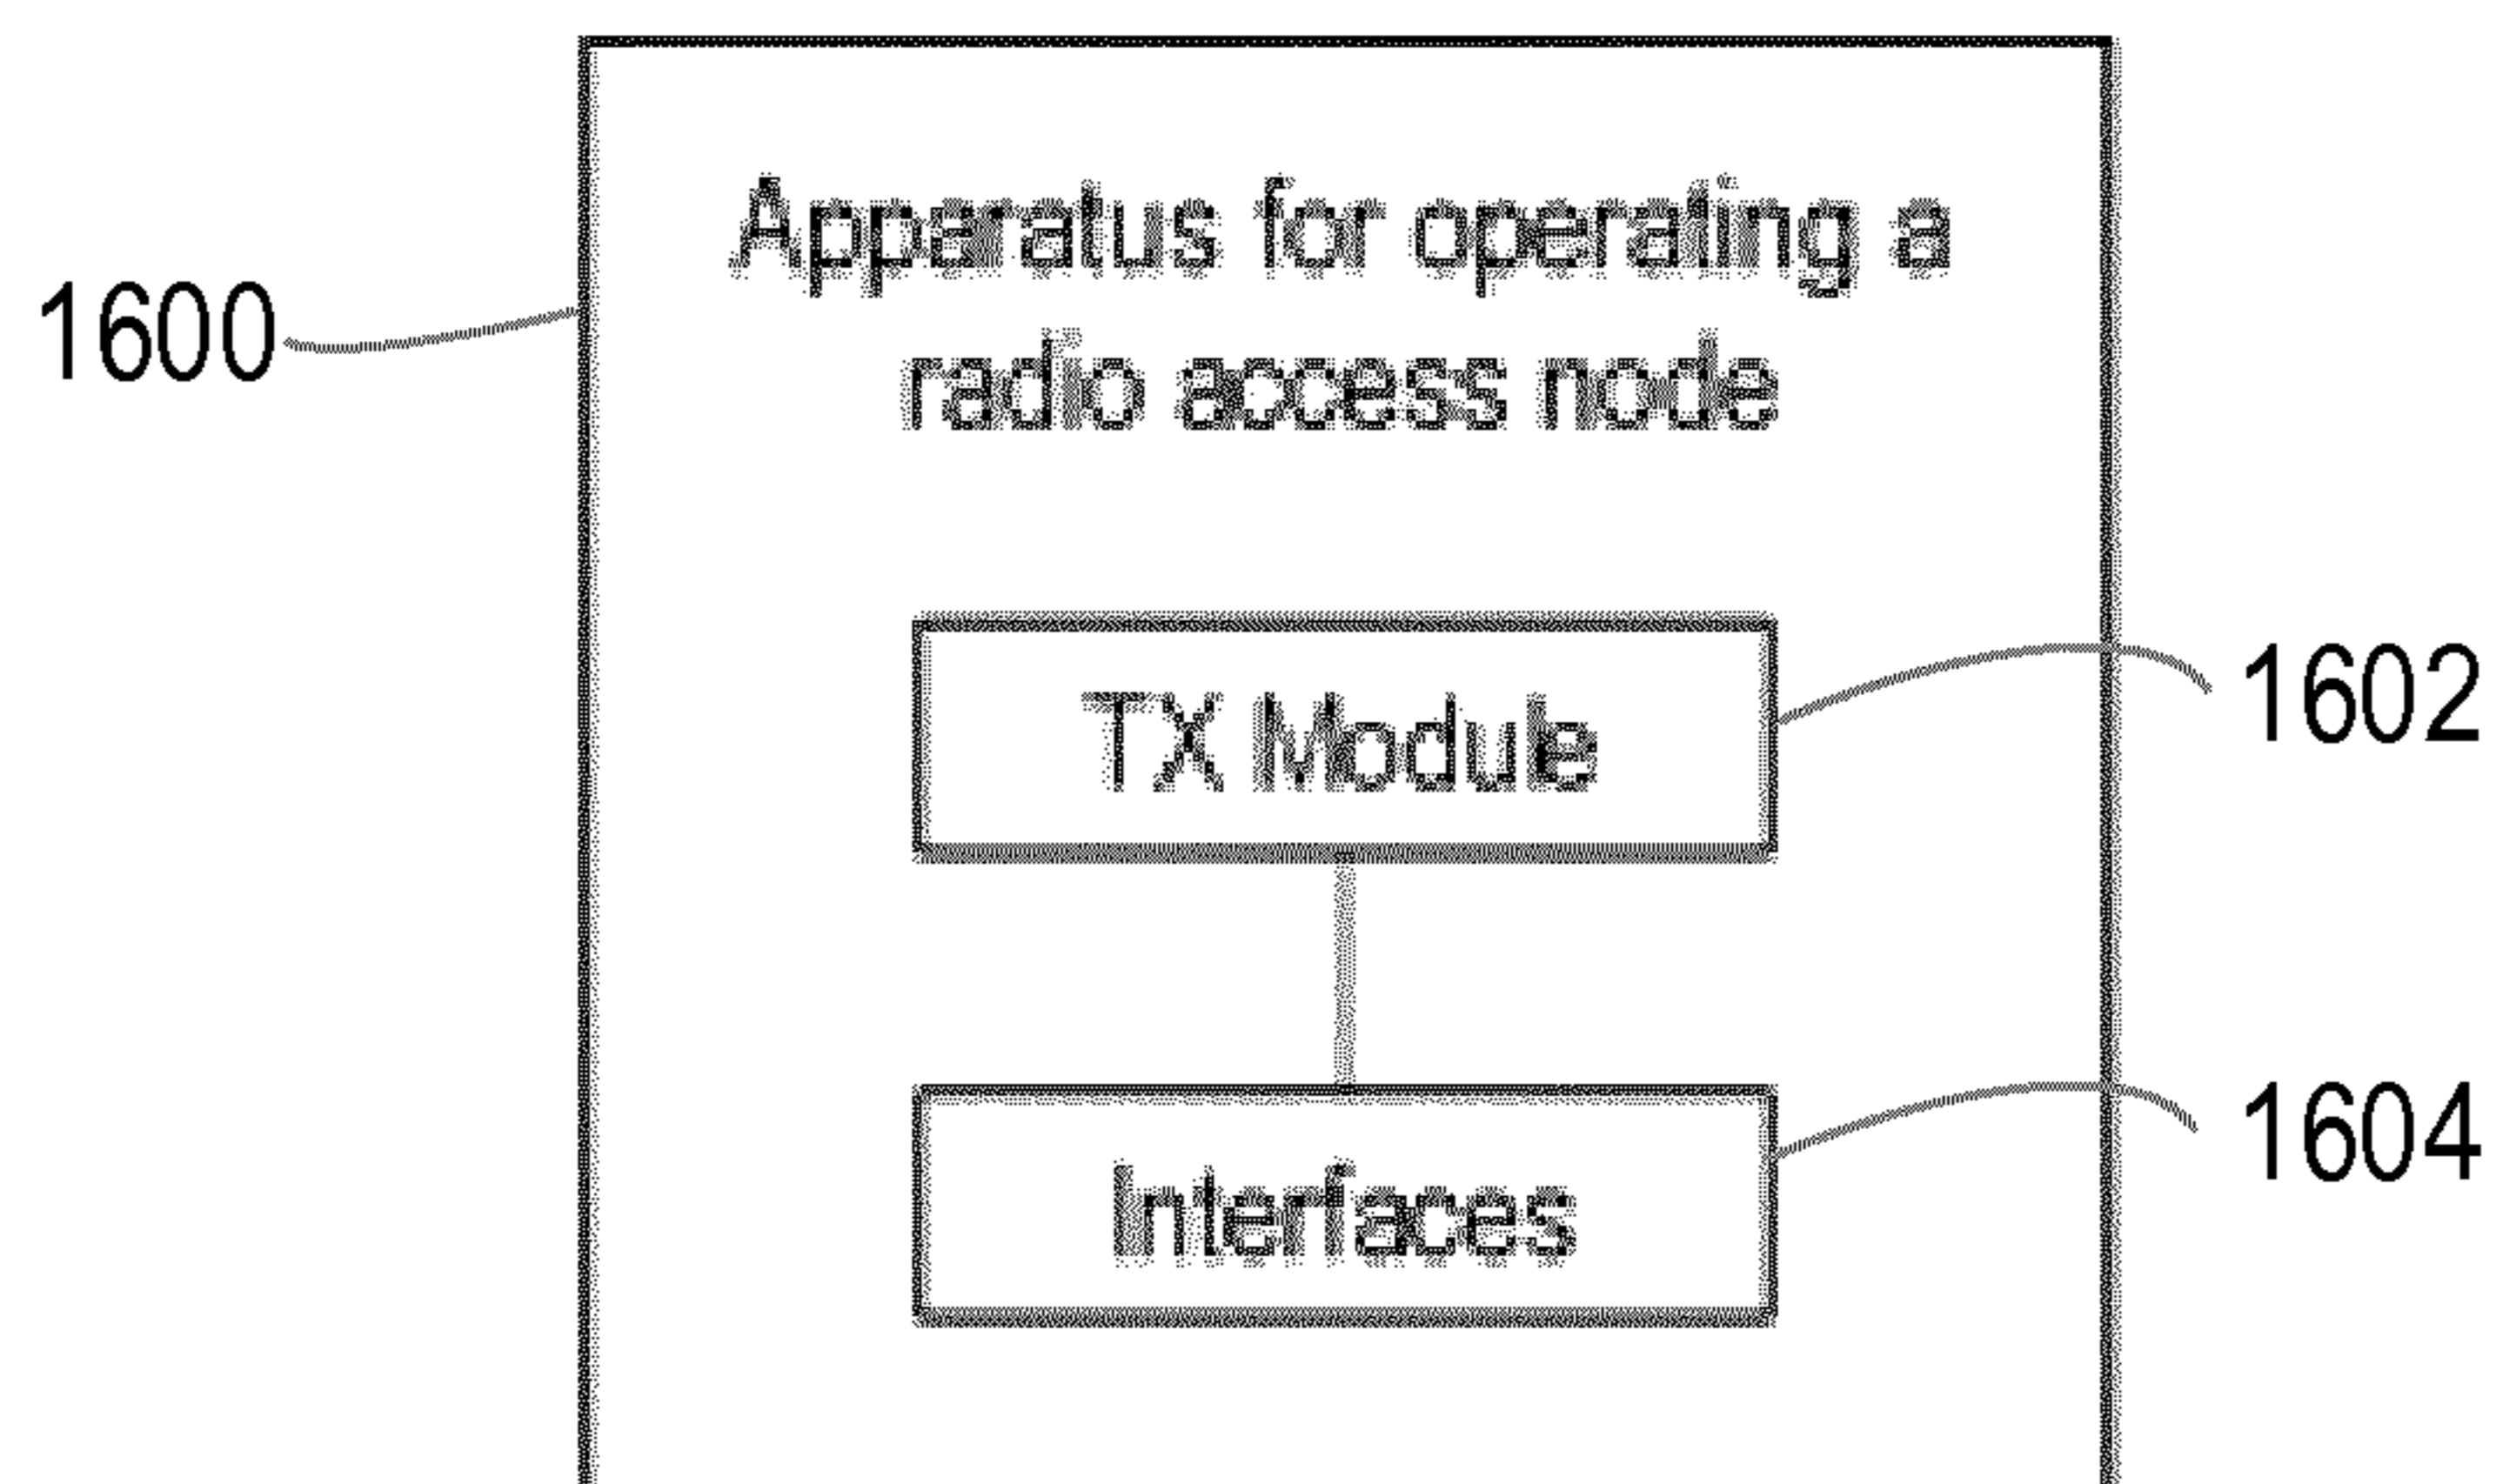 Apparatus for operating a
radio access node
1600
TX Module
1602
Interfaces
1604